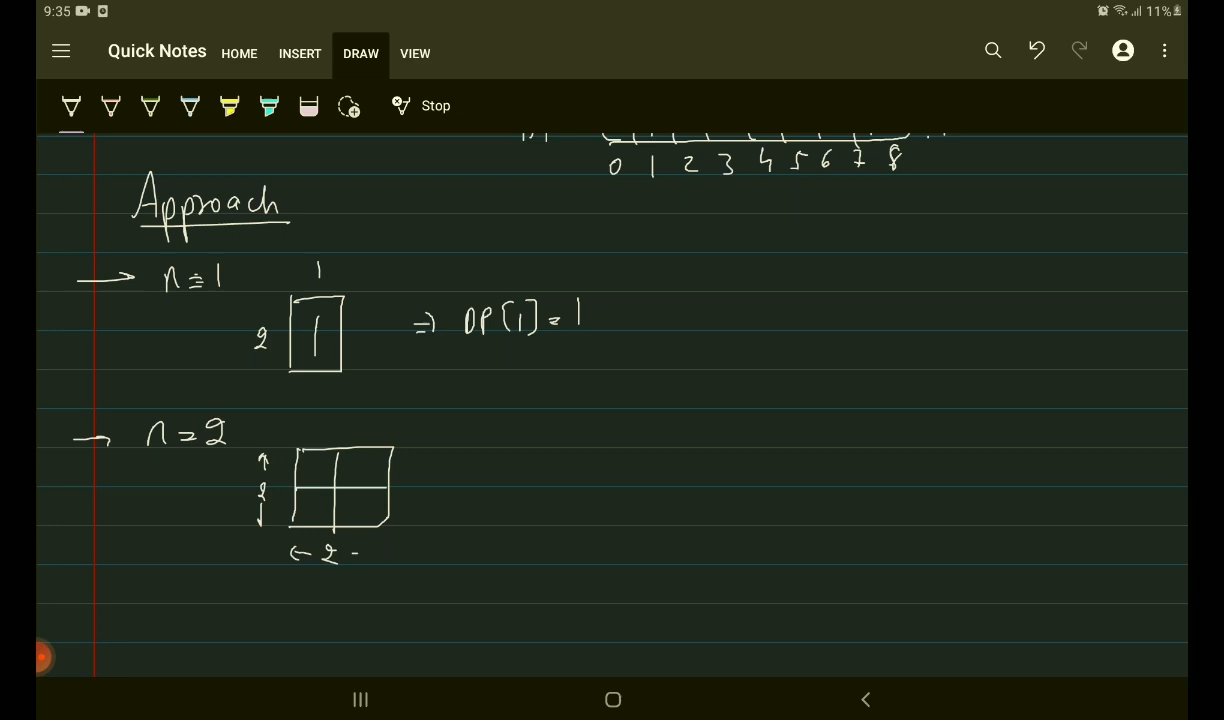 9:35 11%
Quick Notes HOME INSERT DRAW VIEW
Stop
0 1 2 3 4 5 6 7 8
Approach
→ n = 1
1
2 ⇒ DP[1] = 1
→ n = 2
2
← 2 -